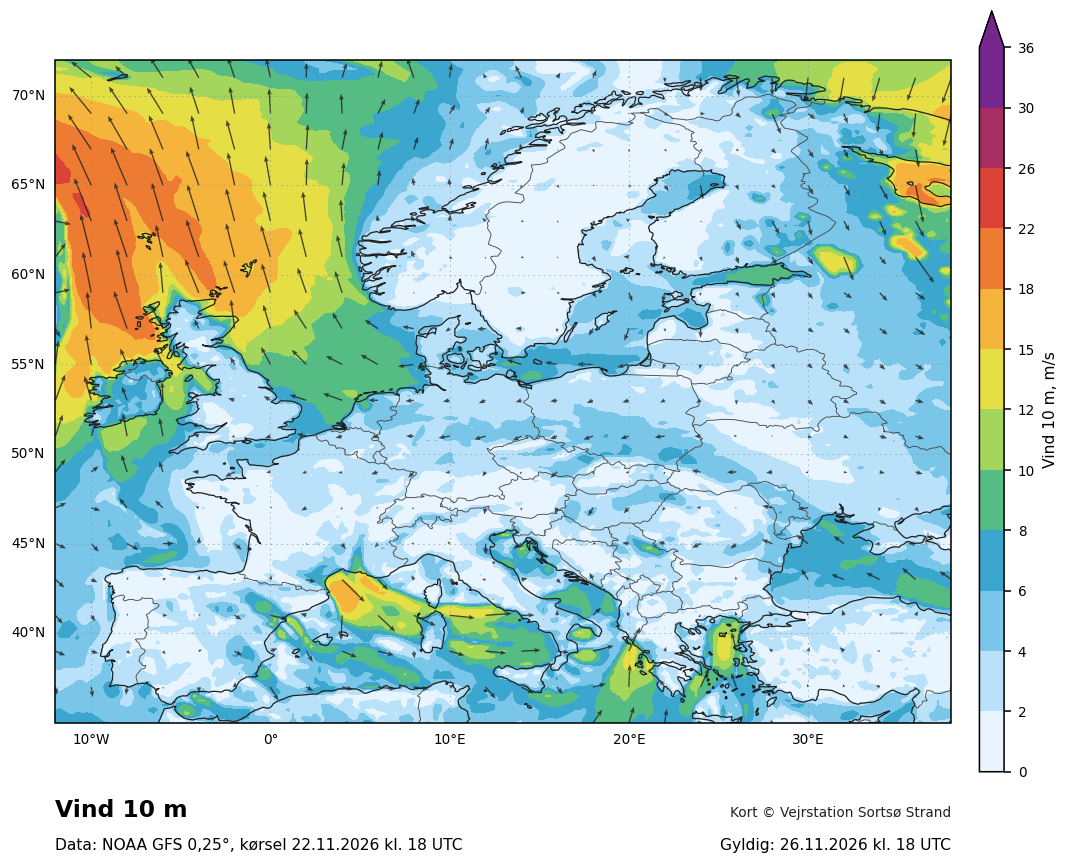 36
30
26
22
18
15
12
10
8
6
4
2
0
Vind 10 m, m/s
70°N
65°N
60°N
55°N
50°N
45°N
40°N
10°W 0° 10°E 20°E 30°E
Vind 10 m
Kort © Vejrstation Sortsø Strand
Data: NOAA GFS 0,25°, kørsel 22.11.2026 kl. 18 UTC
Gyldig: 26.11.2026 kl. 18 UTC